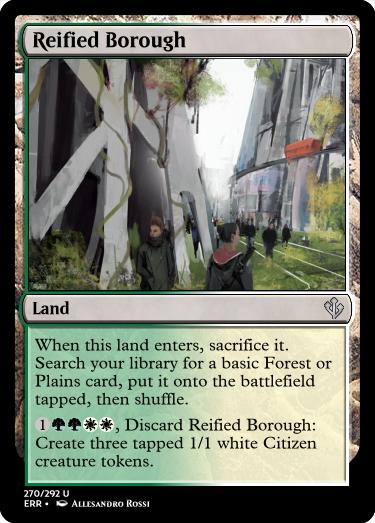 Reified Borough
Land
When this land enters, sacrifice it.
Search your library for a basic Forest or
Plains card, put it onto the battlefield
tapped, then shuffle.
1, Discard Reified Borough:
Create three tapped 1/1 white Citizen
creature tokens.
270/292 U
ERR • Allesandro Rossi